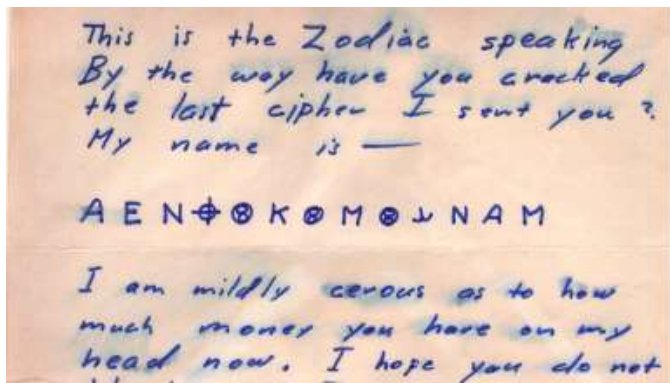 This is the Zodiac speaking
By the way have you cracked
the last cipher I sent you?
My name is —
A E N ⌖ ⊗ K ⊗ M ⊗ ⅄ N A M
I am mildly cerous as to how
much money you have on my
head now. I hope you do not